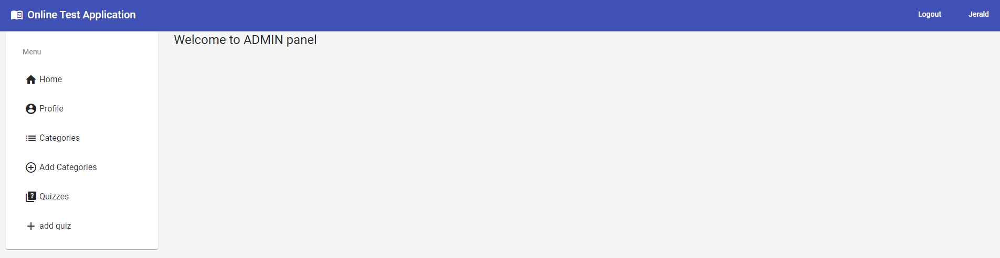 Online Test Application
Logout
Jerald
Menu
Welcome to ADMIN panel
Home
Profile
Categories
Add Categories
Quizzes
add quiz